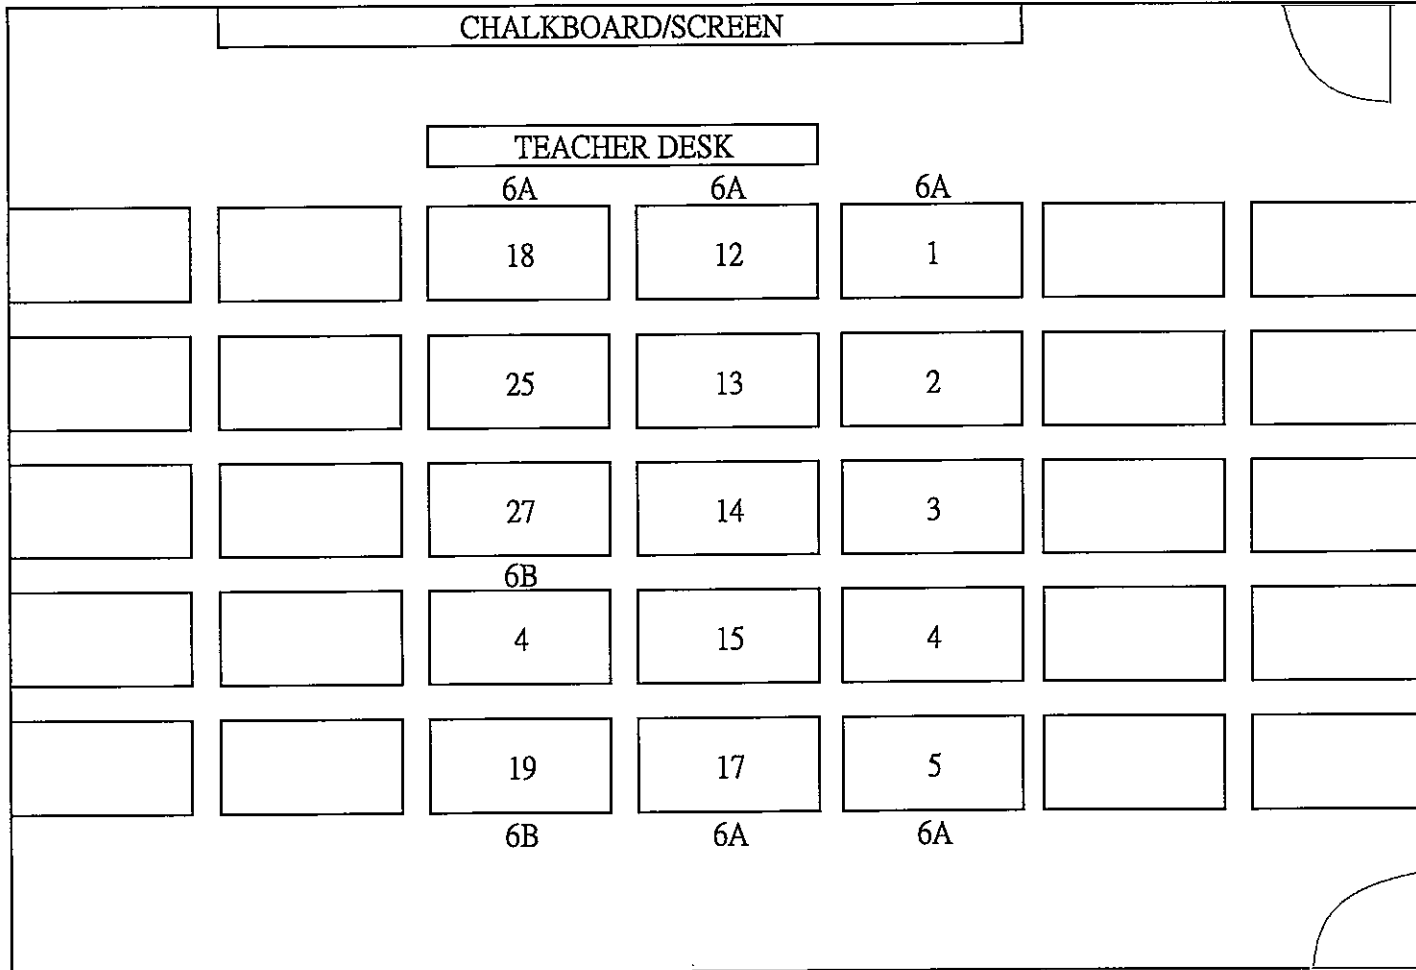 CHALKBOARD/SCREEN
TEACHER DESK
6A 6A 6A
18 12 1
25 13 2
27 14 3
6B
4 15 4
19 17 5
6B 6A 6A